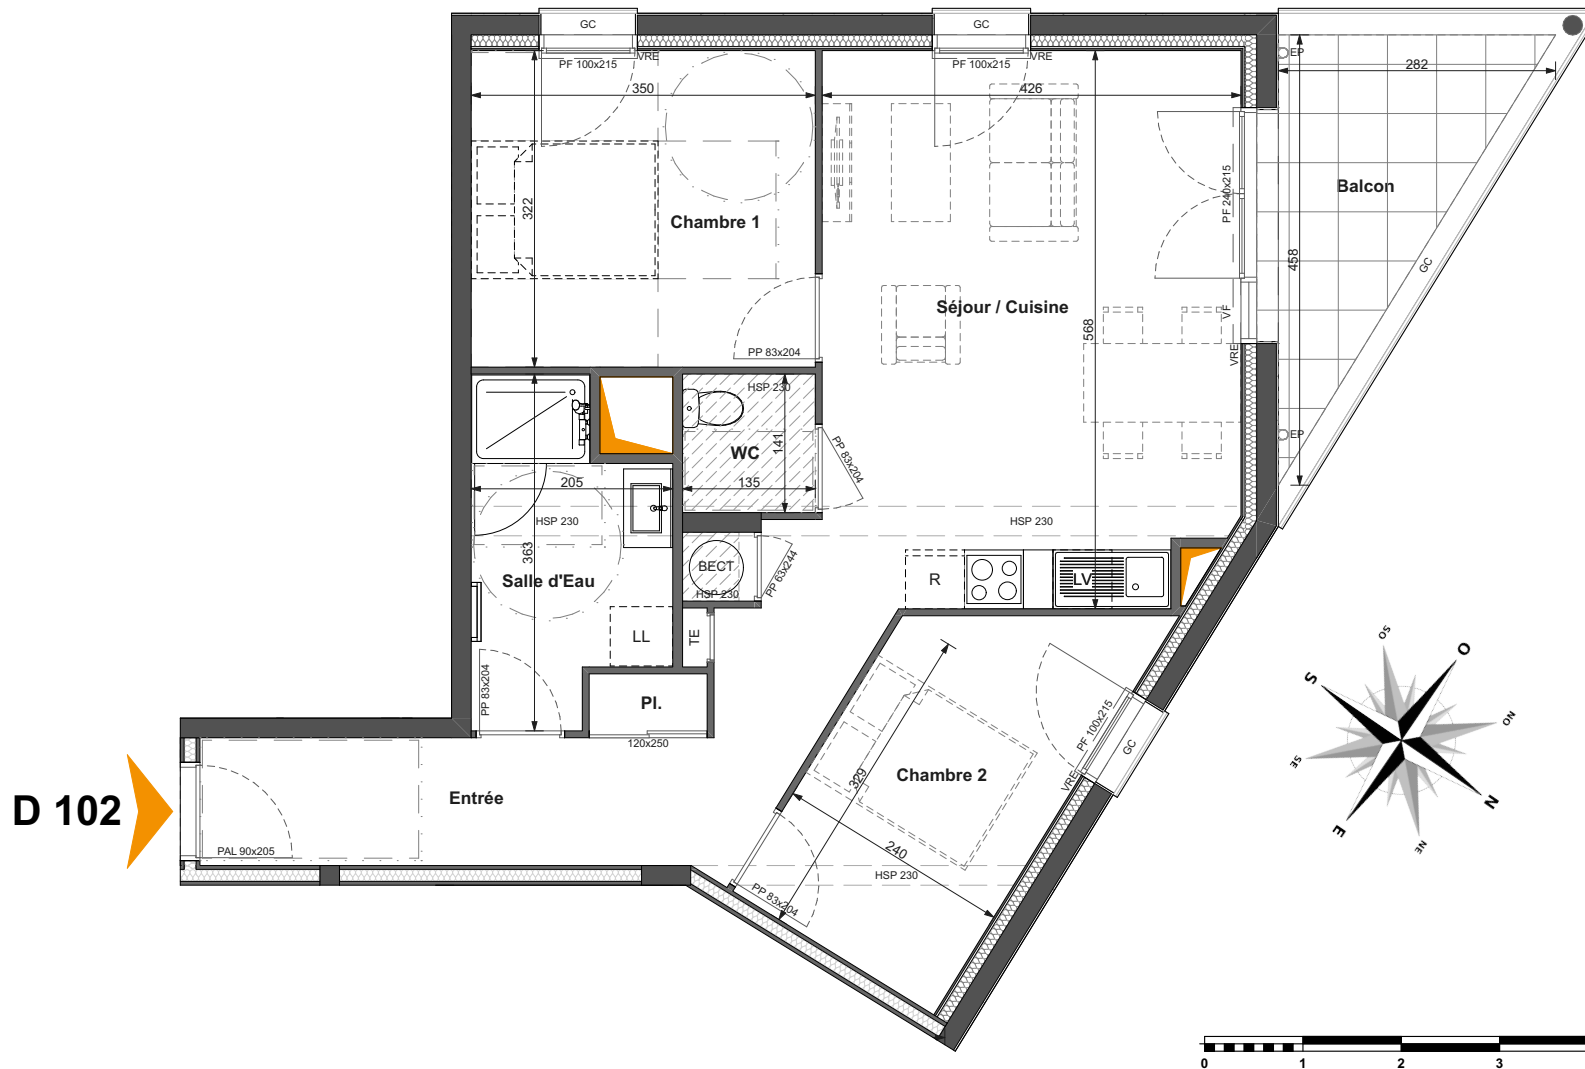 GC
GC
PF 100x215
VRE
PF 100x215
VRE
EP
350
426
282
PF 240x215
Balcon
322
Chambre 1
458
GC
Séjour / Cuisine
568
VF
VRE
PP 83x204
HSP 230
141
WC
PP 83x204
EP
205
135
HSP 230
HSP 230
363
Salle d'Eau
BECT
HSP 230
PP 63x244
R
LV
LL
TE
PP 83x204
Pl.
120x250
PF 100x215
GC
VRE
329
Chambre 2
Entrée
D 102
PAL 90x205
240
HSP 230
PP 83x204
SO
O
S
NO
SE
N
E
NE
0
1
2
3